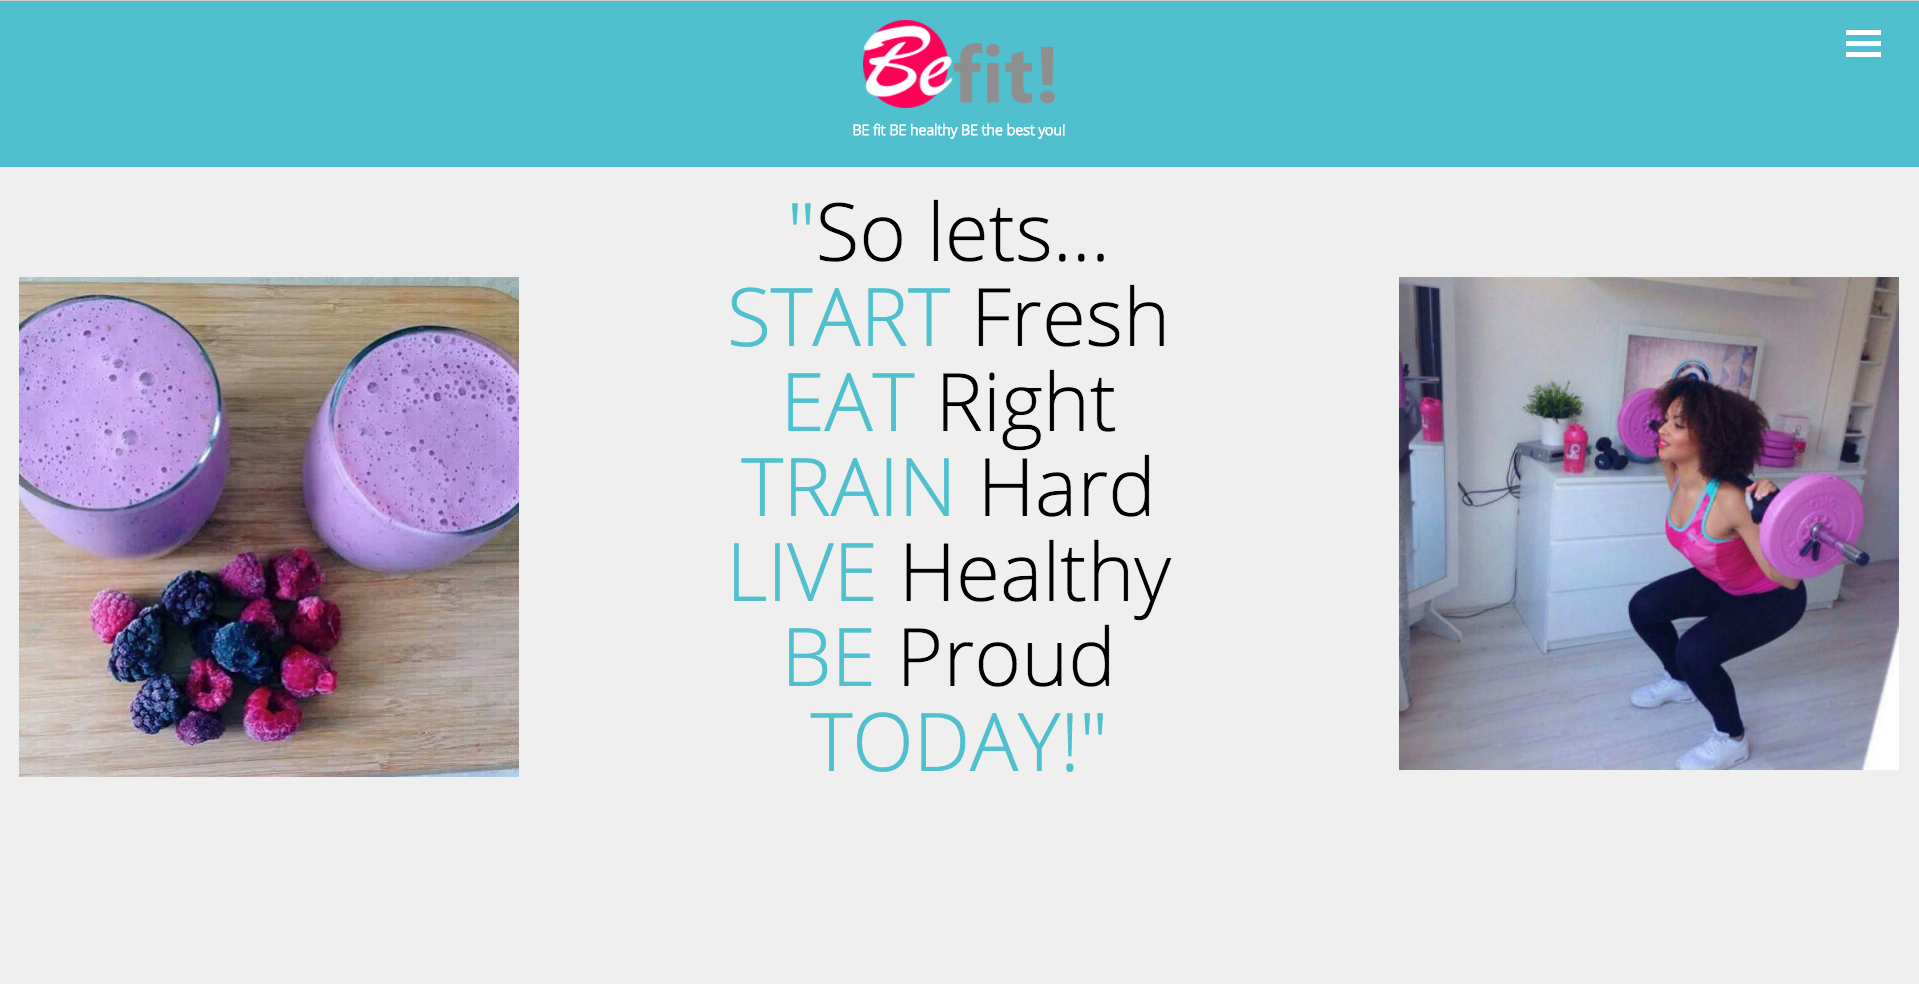 Befit!
BE fit BE healthy BE the best you!
"So lets...
START Fresh
EAT Right
TRAIN Hard
LIVE Healthy
BE Proud
TODAY!"